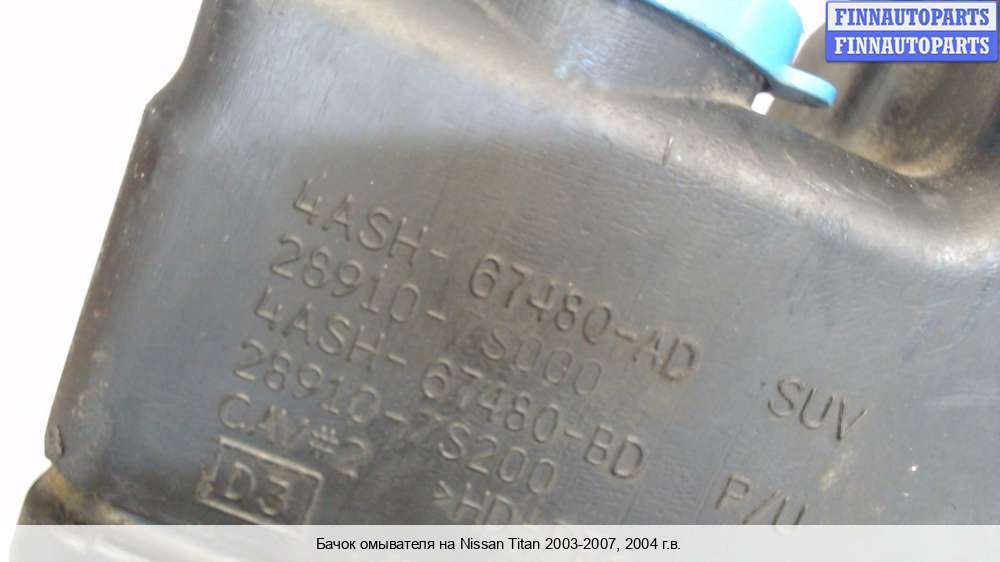 FINNAUTOPARTS
FINNAUTOPARTS
4ASH-67480-AD
28910-7S000 SUV
4ASH-67480-BD
28910-7S200 P/U
CAV#2
D3
Бачок омывателя на Nissan Titan 2003-2007, 2004 г.в.